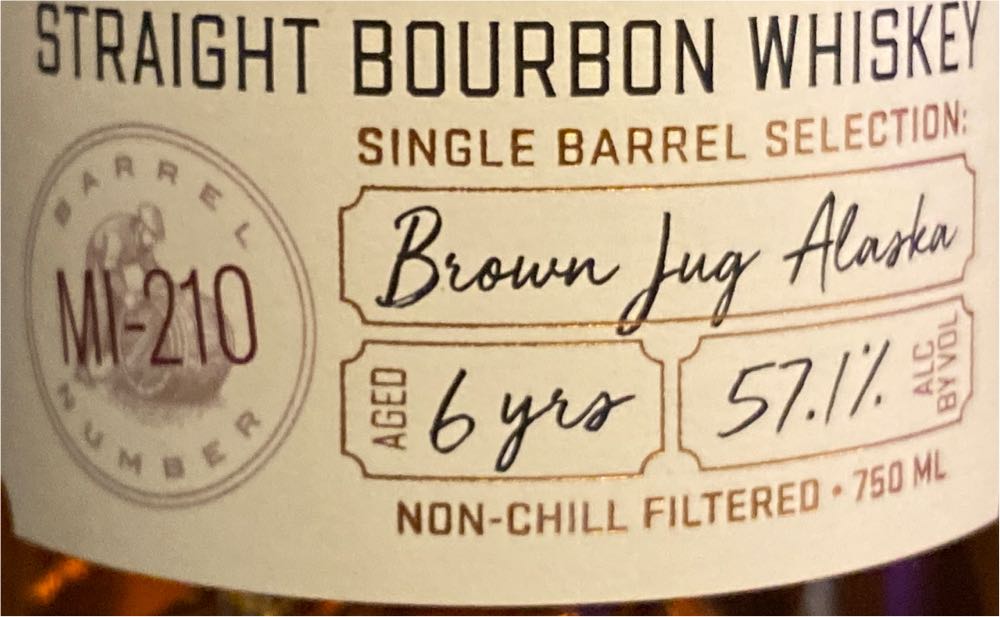 STRAIGHT BOURBON WHISKEY
SINGLE BARREL SELECTION:
Brown Jug Alaska
BARREL
MI-210
NUMBER
AGED 6 yrs
57.1% ALC BY VOL
NON-CHILL FILTERED • 750 ML